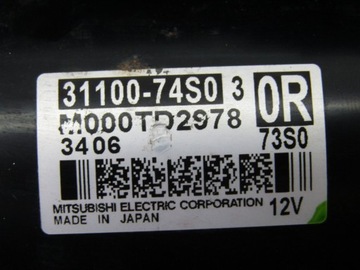 31100-74S0 3 0R
M000TD2978
3406 73S0
MITSUBISHI ELECTRIC CORPORATION 12V
MADE IN JAPAN